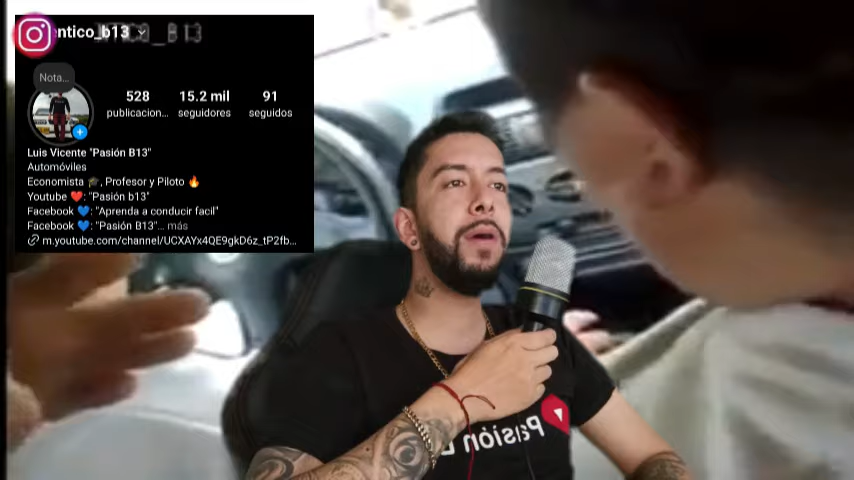 entico_b13
Nota...
528 15.2 mil 91
publicacion... seguidores seguidos
Luis Vicente "Pasión B13"
Automóviles
Economista 🎓, Profesor y Piloto 🔥
Youtube ❤️: "Pasión b13"
Facebook 💙: "Aprenda a conducir facil"
Facebook 💙: "Pasión B13"... más
m.youtube.com/channel/UCXAYx4QE9gkD6z_tP2fb...
Pasión